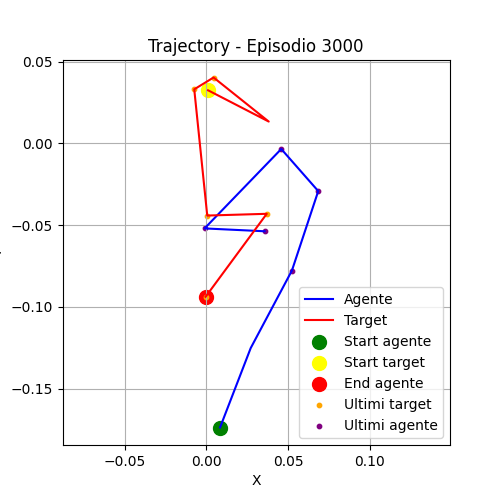 Trajectory - Episodio 3000
0.05
0.00
−0.05
−0.10
−0.15
−0.05
0.00
0.05
0.10
X
Agente
Target
Start agente
Start target
End agente
Ultimi target
Ultimi agente